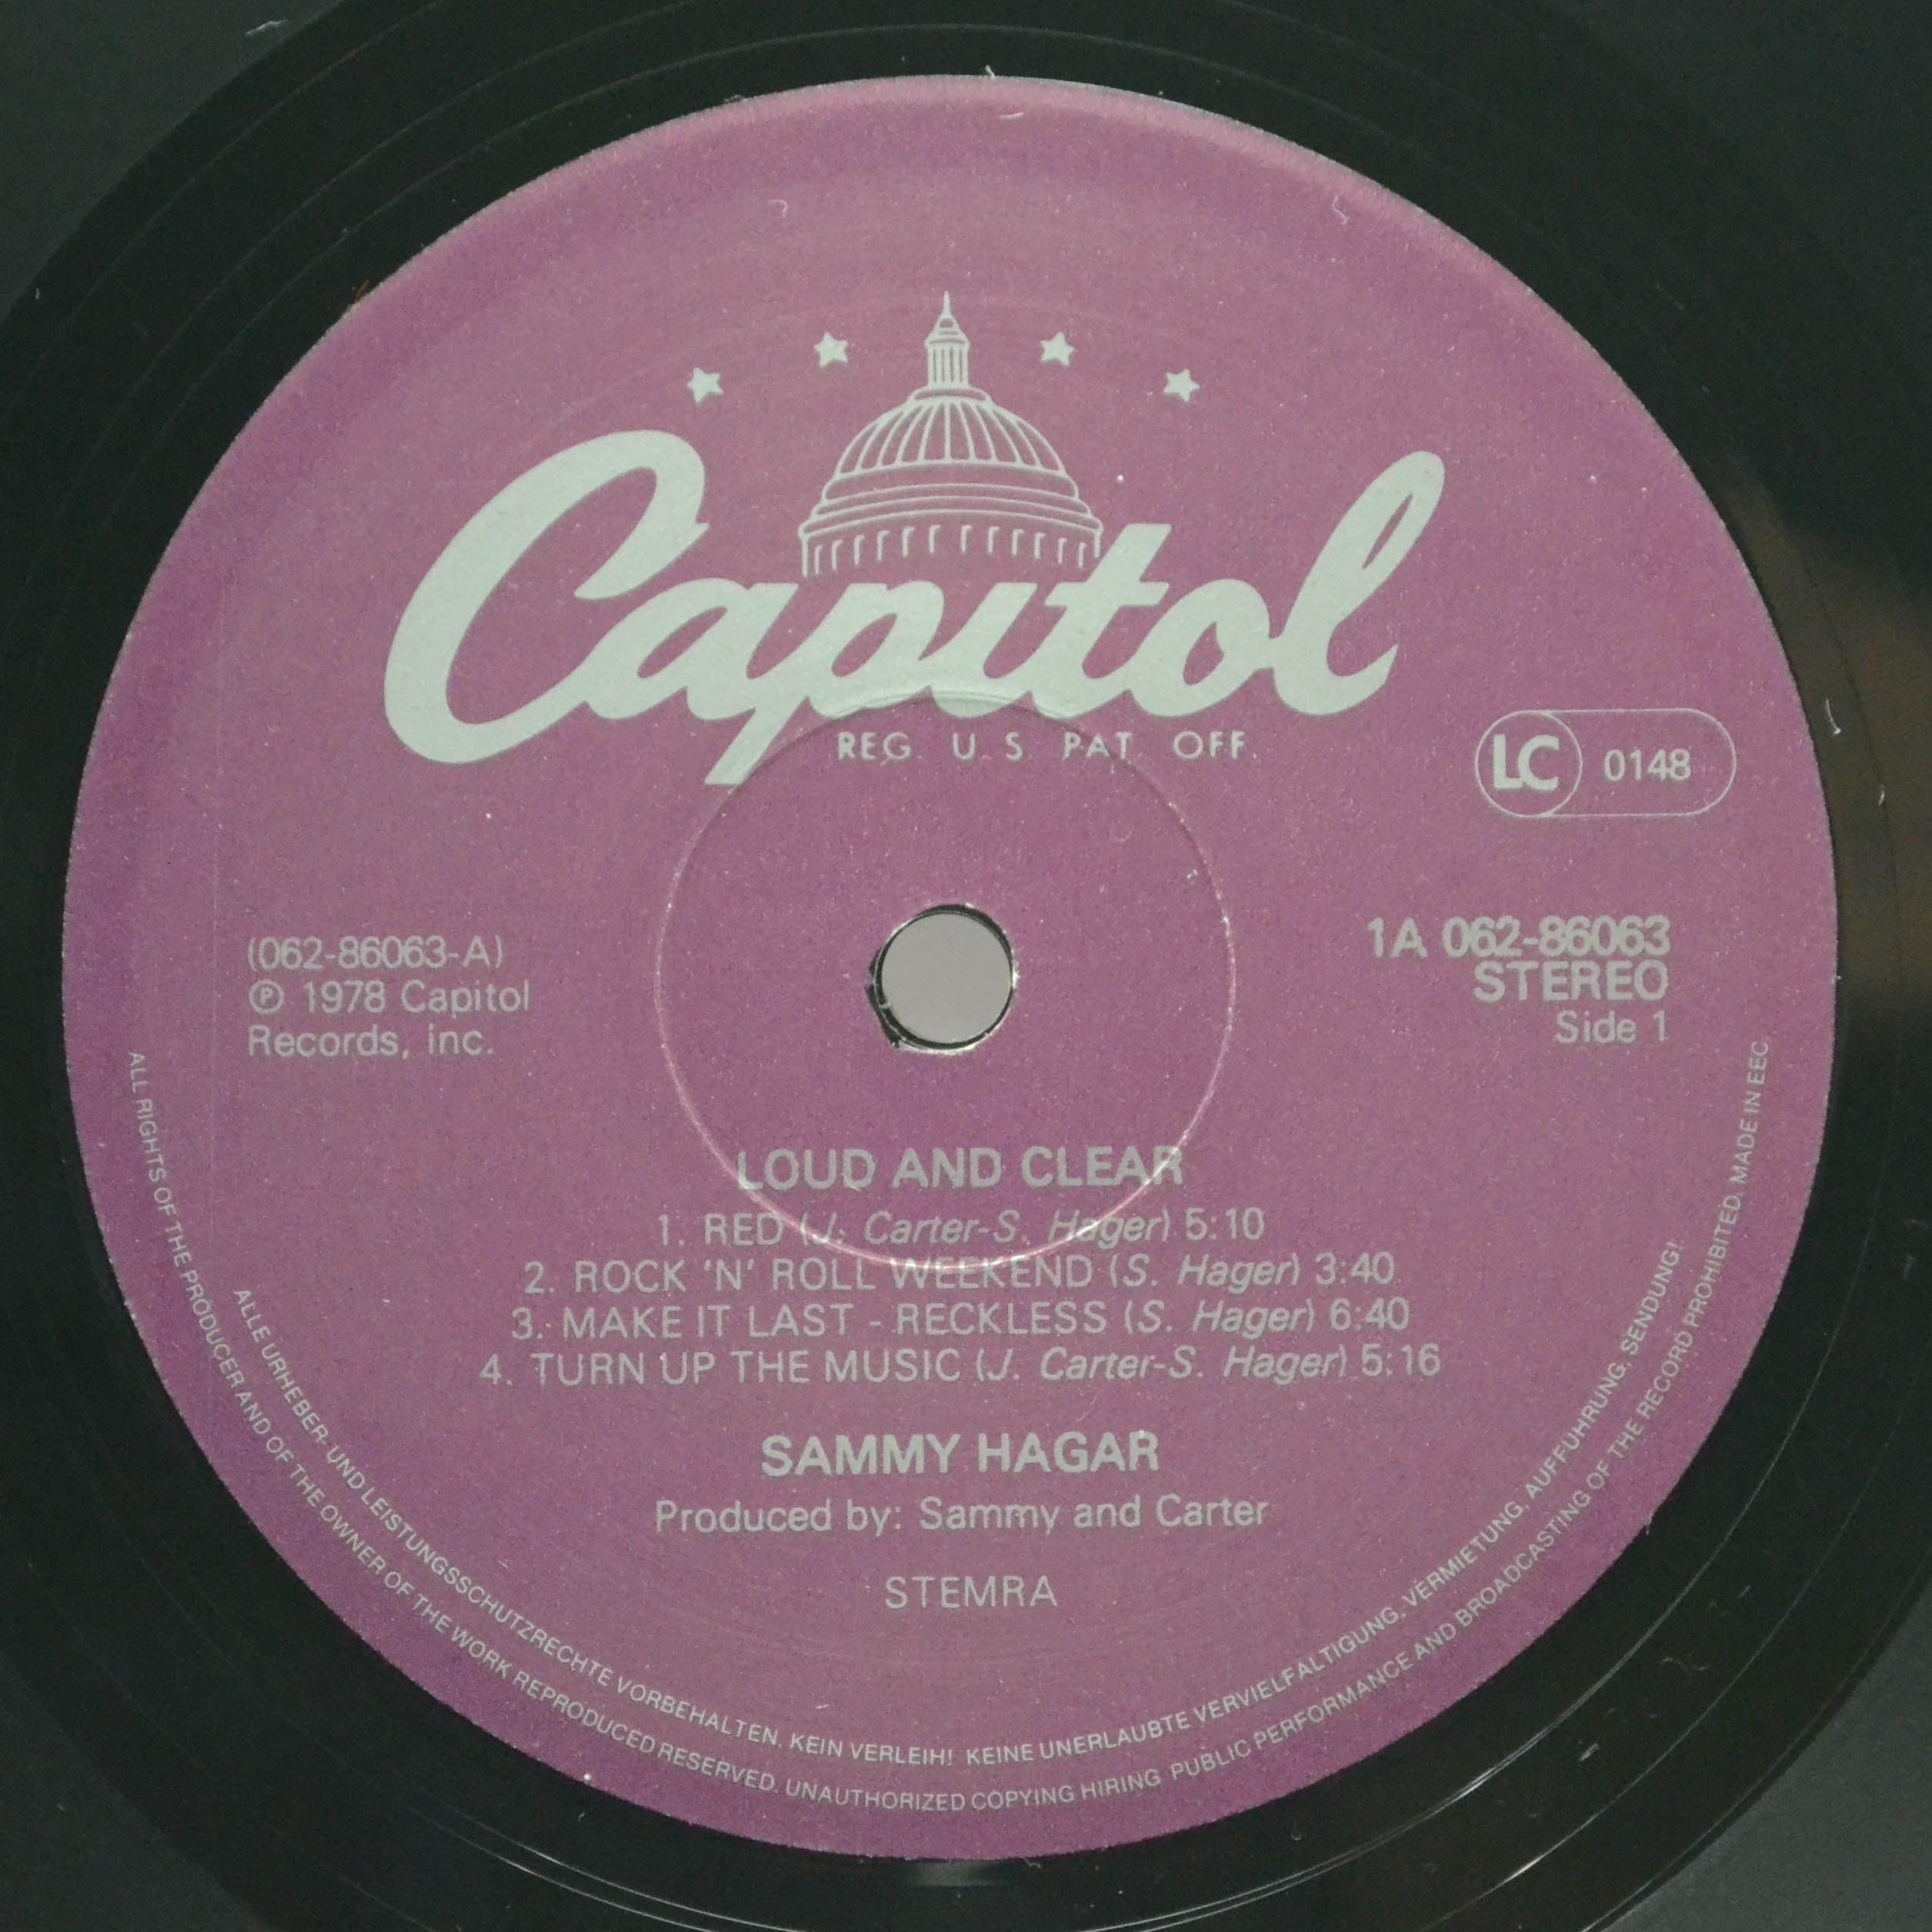 Capitol
REG. U.S. PAT. OFF.
LC 0148
(062-86063-A)
℗ 1978 Capitol
Records, inc.
1A 062-86063
STEREO
Side 1
LOUD AND CLEAR
1. RED (J. Carter-S. Hager) 5:10
2. ROCK 'N' ROLL WEEKEND (S. Hager) 3:40
3. MAKE IT LAST - RECKLESS (S. Hager) 6:40
4. TURN UP THE MUSIC (J. Carter-S. Hager) 5:16
SAMMY HAGAR
Produced by: Sammy and Carter
STEMRA
ALLE URHEBER- UND LEISTUNGSSCHUTZRECHTE VORBEHALTEN. KEIN VERLEIH! KEINE UNERLAUBTE VERVIELFALTIGUNG, VERMIETUNG, AUFFUHRUNG, SENDUNG!
ALL RIGHTS OF THE PRODUCER AND OF THE OWNER OF THE WORK REPRODUCED RESERVED. UNAUTHORIZED COPYING HIRING PUBLIC PERFORMANCE AND BROADCASTING OF THE RECORD PROHIBITED. MADE IN EEC.